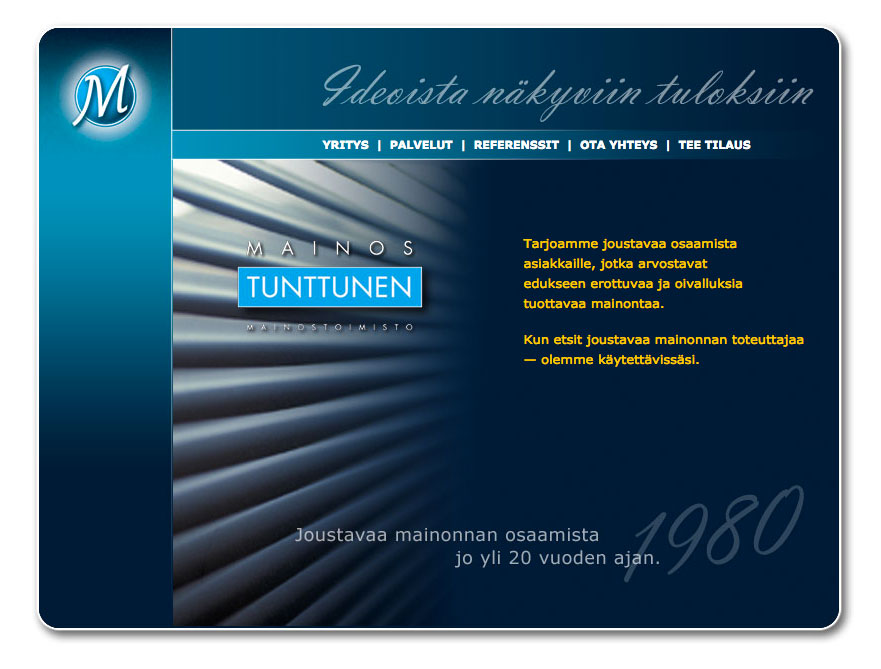 M
Ideoista näkyviin tuloksiin
YRITYS | PALVELUT | REFERENSSIT | OTA YHTEYS | TEE TILAUS
MAINOS
TUNTTUNEN
MAINOSTOIMISTO
Tarjoamme joustavaa osaamista
asiakkaille, jotka arvostavat
edukseen erottuvaa ja oivalluksia
tuottavaa mainontaa.
Kun etsit joustavaa mainonnan toteuttajaa
— olemme käytettävissäsi.
1980
Joustavaa mainonnan osaamista
jo yli 20 vuoden ajan.